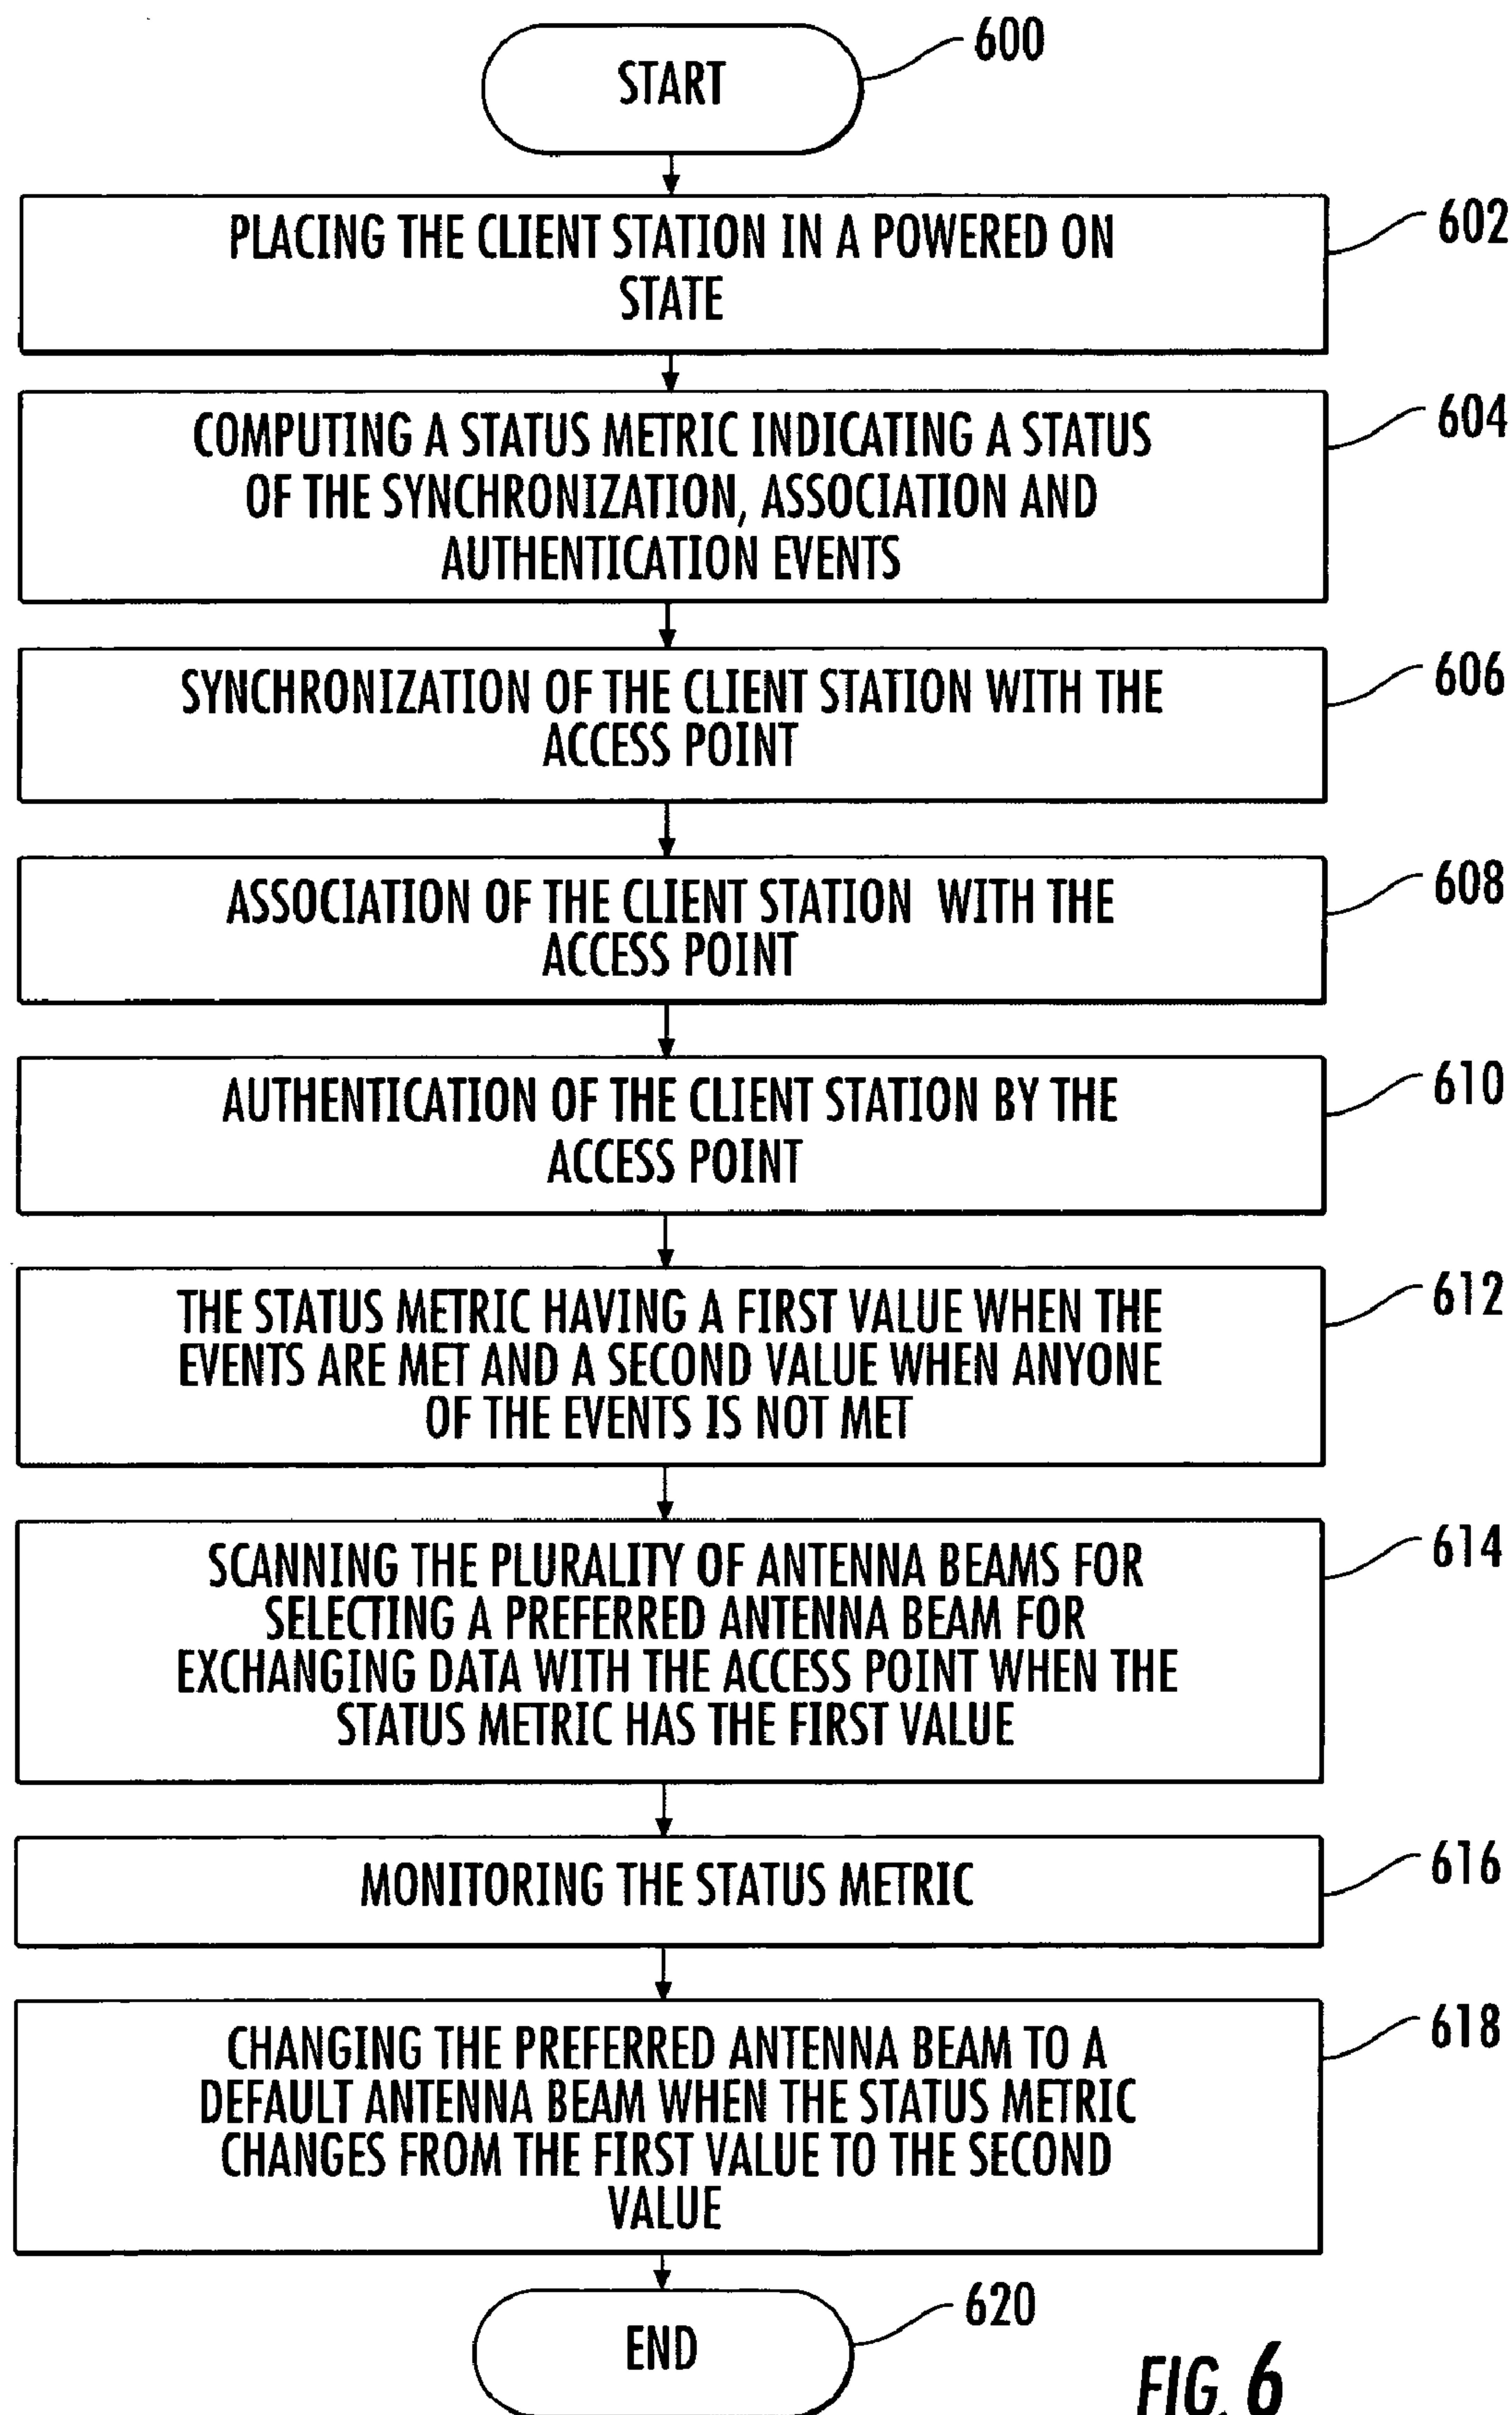 START
600
PLACING THE CLIENT STATION IN A POWERED ON
STATE
602
COMPUTING A STATUS METRIC INDICATING A STATUS
OF THE SYNCHRONIZATION, ASSOCIATION AND
AUTHENTICATION EVENTS
604
SYNCHRONIZATION OF THE CLIENT STATION WITH THE
ACCESS POINT
606
ASSOCIATION OF THE CLIENT STATION WITH THE
ACCESS POINT
608
AUTHENTICATION OF THE CLIENT STATION BY THE
ACCESS POINT
610
THE STATUS METRIC HAVING A FIRST VALUE WHEN THE
EVENTS ARE MET AND A SECOND VALUE WHEN ANYONE
OF THE EVENTS IS NOT MET
612
SCANNING THE PLURALITY OF ANTENNA BEAMS FOR
SELECTING A PREFERRED ANTENNA BEAM FOR
EXCHANGING DATA WITH THE ACCESS POINT WHEN THE
STATUS METRIC HAS THE FIRST VALUE
614
MONITORING THE STATUS METRIC
616
CHANGING THE PREFERRED ANTENNA BEAM TO A
DEFAULT ANTENNA BEAM WHEN THE STATUS METRIC
CHANGES FROM THE FIRST VALUE TO THE SECOND
VALUE
618
END
620
FIG. 6